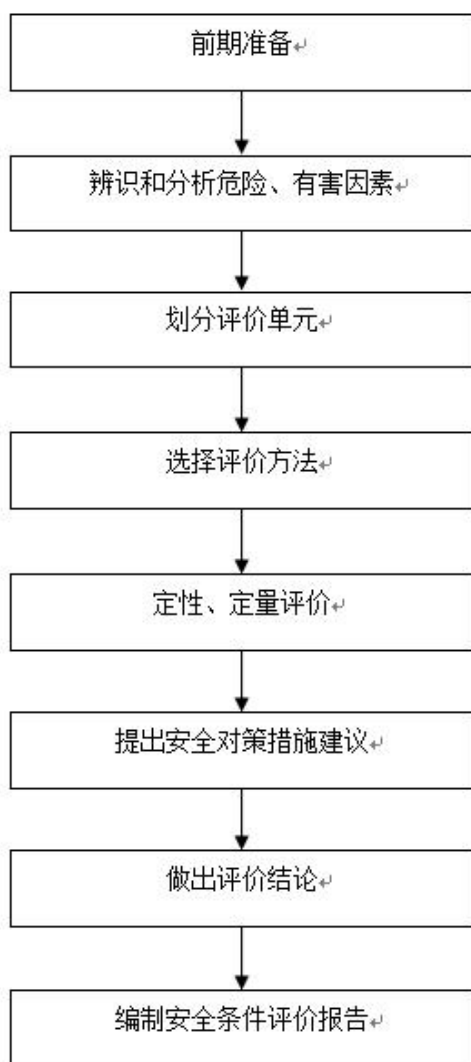 前期准备
辨识和分析危险、有害因素
划分评价单元
选择评价方法
定性、定量评价
提出安全对策措施建议
做出评价结论
编制安全条件评价报告